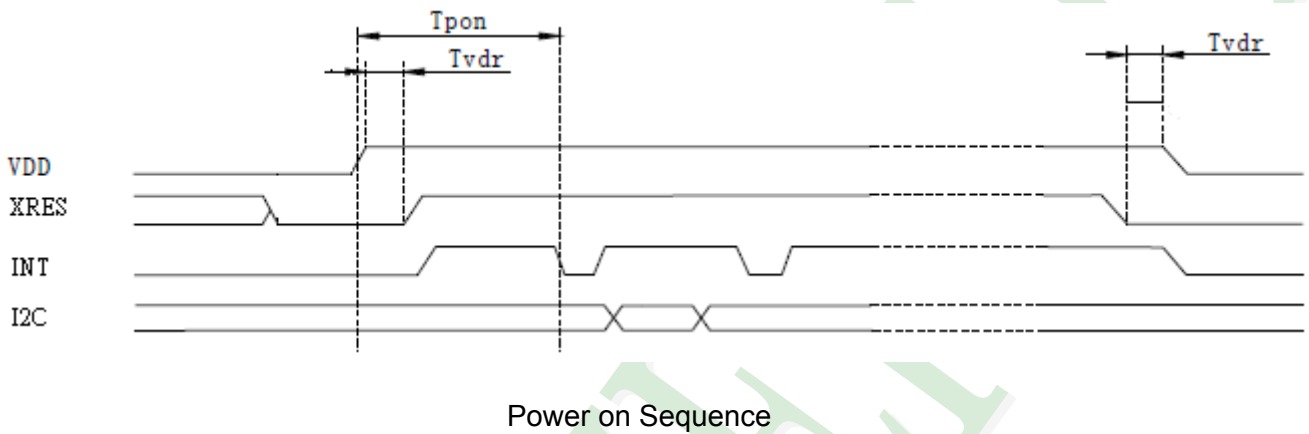 Tpon
Tvdr
Tvdr
VDD
XRES
INT
I2C
Power on Sequence